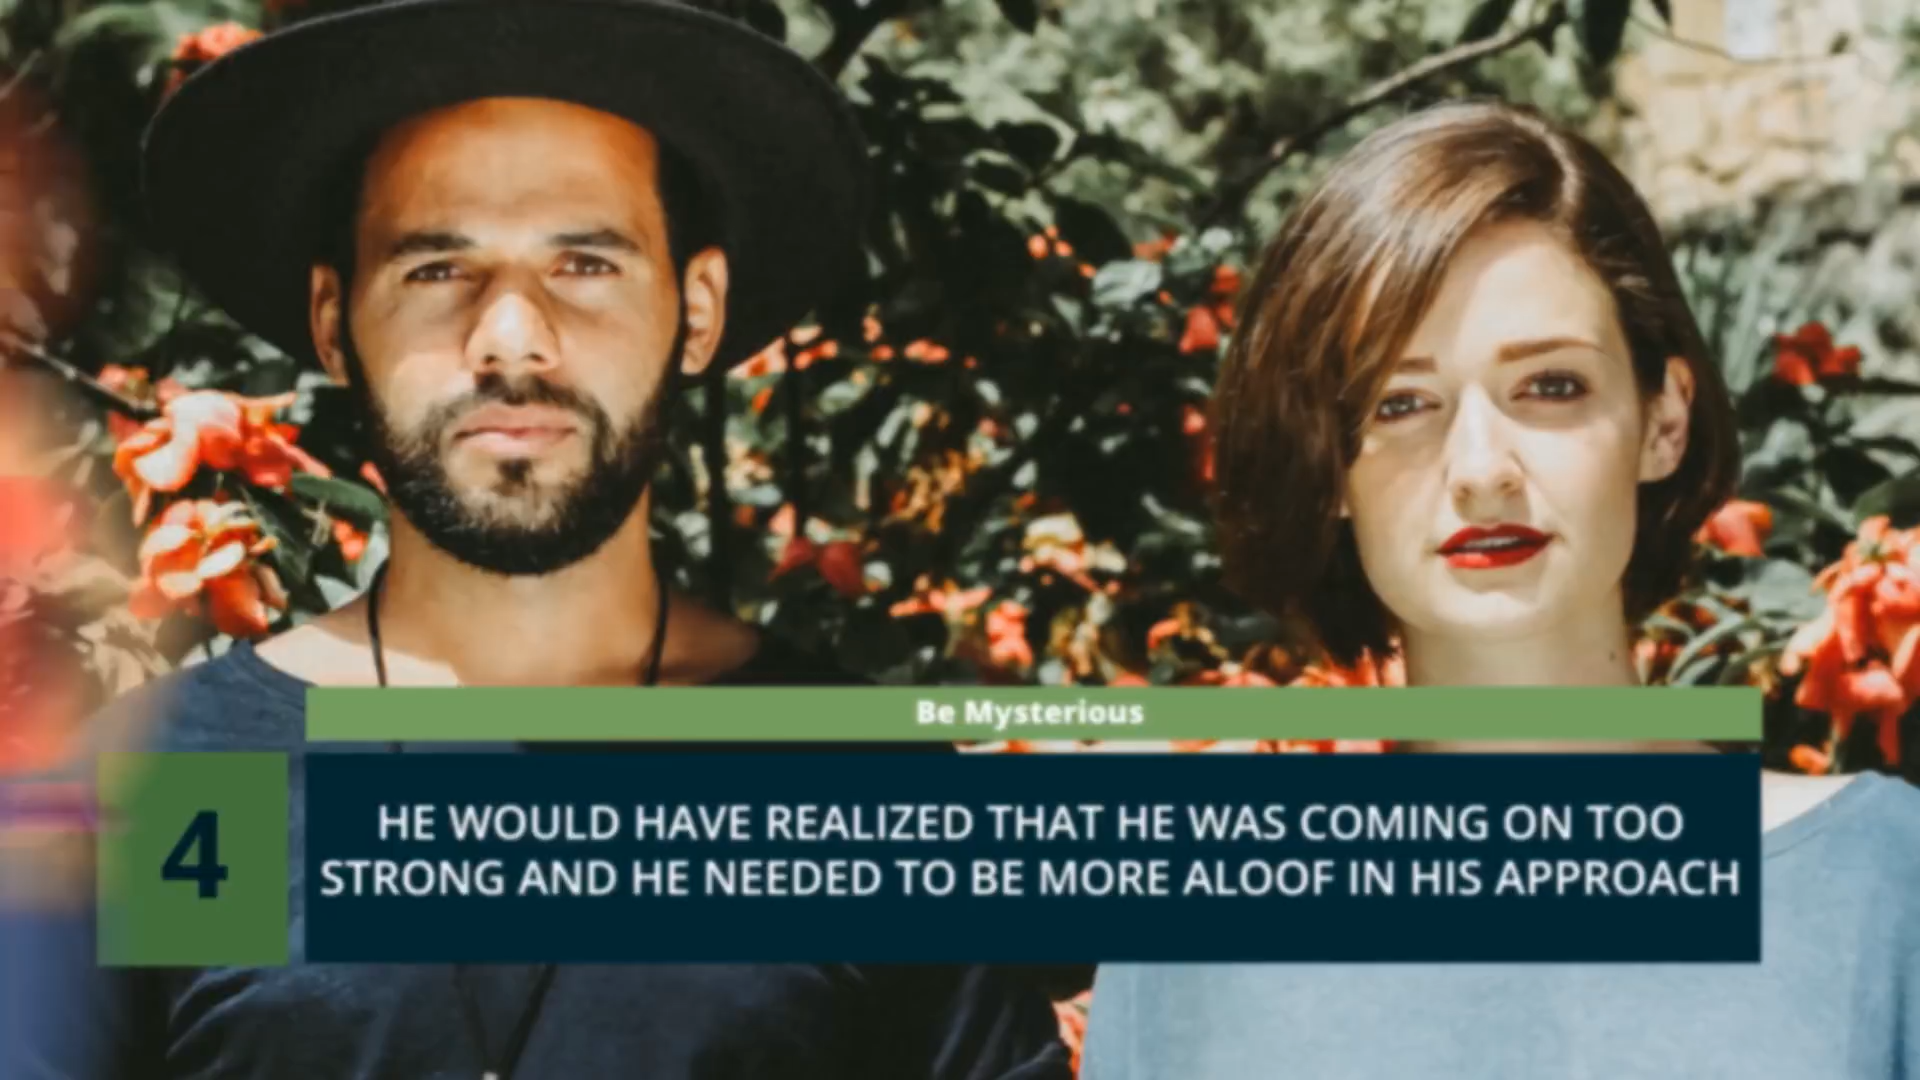 Be Mysterious
4
HE WOULD HAVE REALIZED THAT HE WAS COMING ON TOO
STRONG AND HE NEEDED TO BE MORE ALOOF IN HIS APPROACH